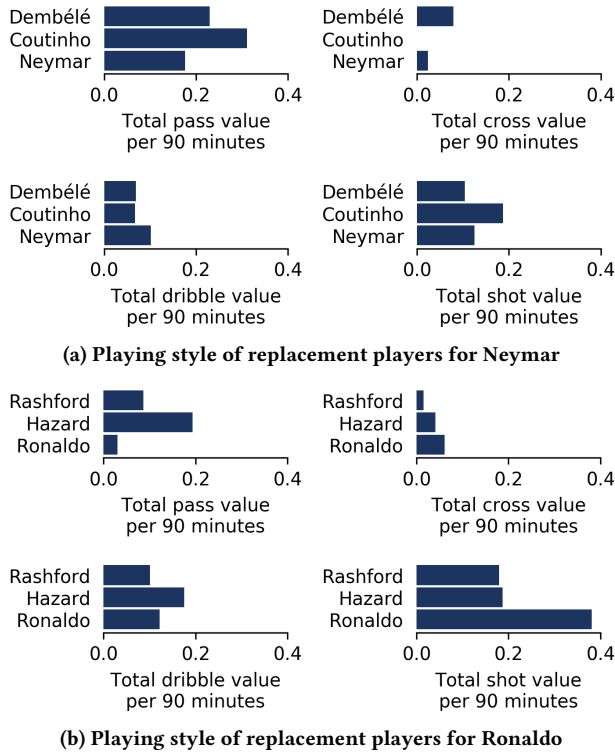 Dembélé
Coutinho
Neymar
0.0 0.2 0.4
Total pass value
per 90 minutes
Dembélé
Coutinho
Neymar
0.0 0.2 0.4
Total cross value
per 90 minutes
Dembélé
Coutinho
Neymar
0.0 0.2 0.4
Total dribble value
per 90 minutes
Dembélé
Coutinho
Neymar
0.0 0.2 0.4
Total shot value
per 90 minutes
(a) Playing style of replacement players for Neymar
Rashford
Hazard
Ronaldo
0.0 0.2 0.4
Total pass value
per 90 minutes
Rashford
Hazard
Ronaldo
0.0 0.2 0.4
Total cross value
per 90 minutes
Rashford
Hazard
Ronaldo
0.0 0.2 0.4
Total dribble value
per 90 minutes
Rashford
Hazard
Ronaldo
0.0 0.2 0.4
Total shot value
per 90 minutes
(b) Playing style of replacement players for Ronaldo